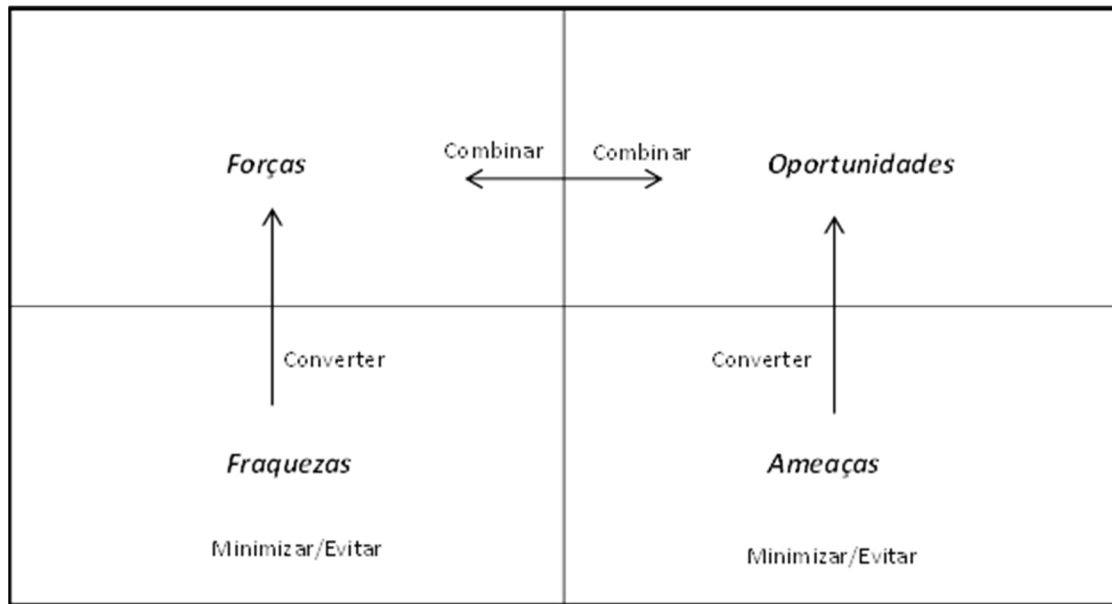 Combinar
Combinar
Forças
Oportunidades
Converter
Converter
Fraquezas
Ameaças
Minimizar/Evitar
Minimizar/Evitar